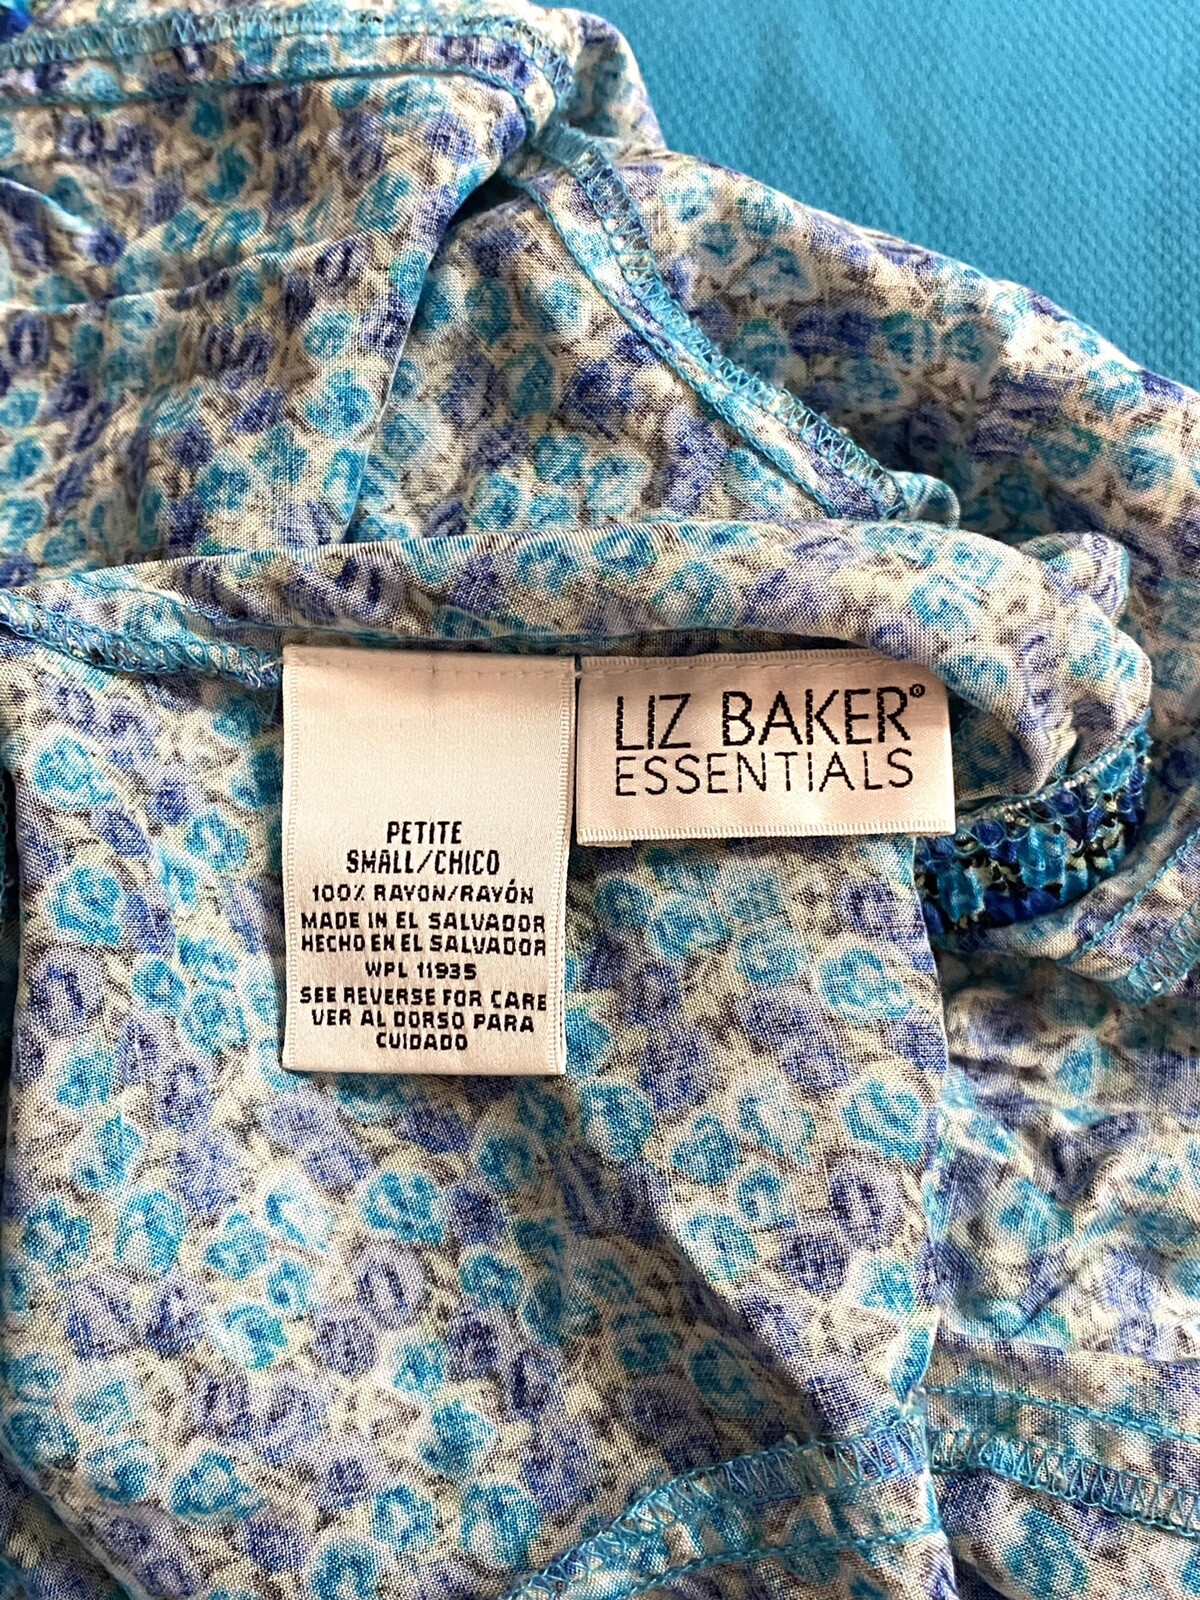 LIZ BAKER®
ESSENTIALS
PETITE
SMALL/CHICO
100% RAYON/RAYÓN
MADE IN EL SALVADOR
HECHO EN EL SALVADOR
WPL 11935
SEE REVERSE FOR CARE
VER AL DORSO PARA
CUIDADO